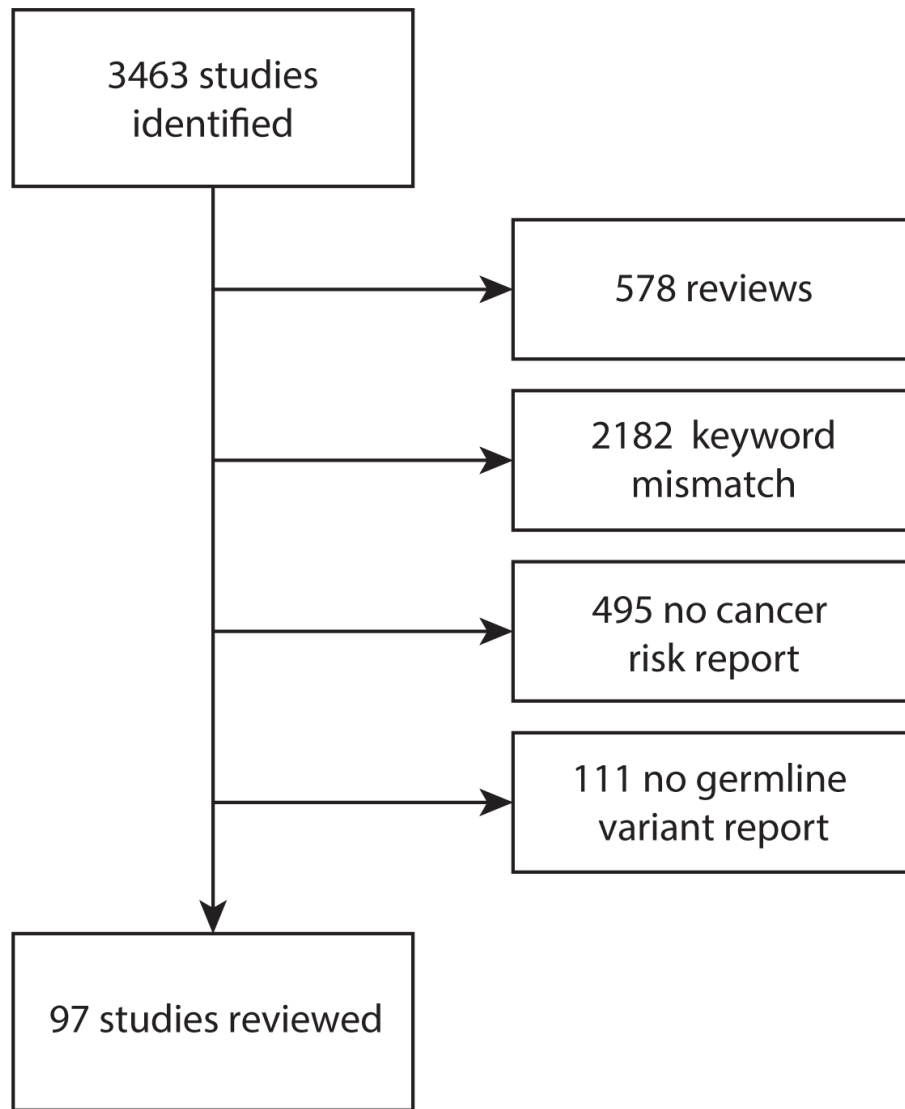 3463 studies
identified
578 reviews
2182 keyword
mismatch
495 no cancer
risk report
111 no germline
variant report
97 studies reviewed